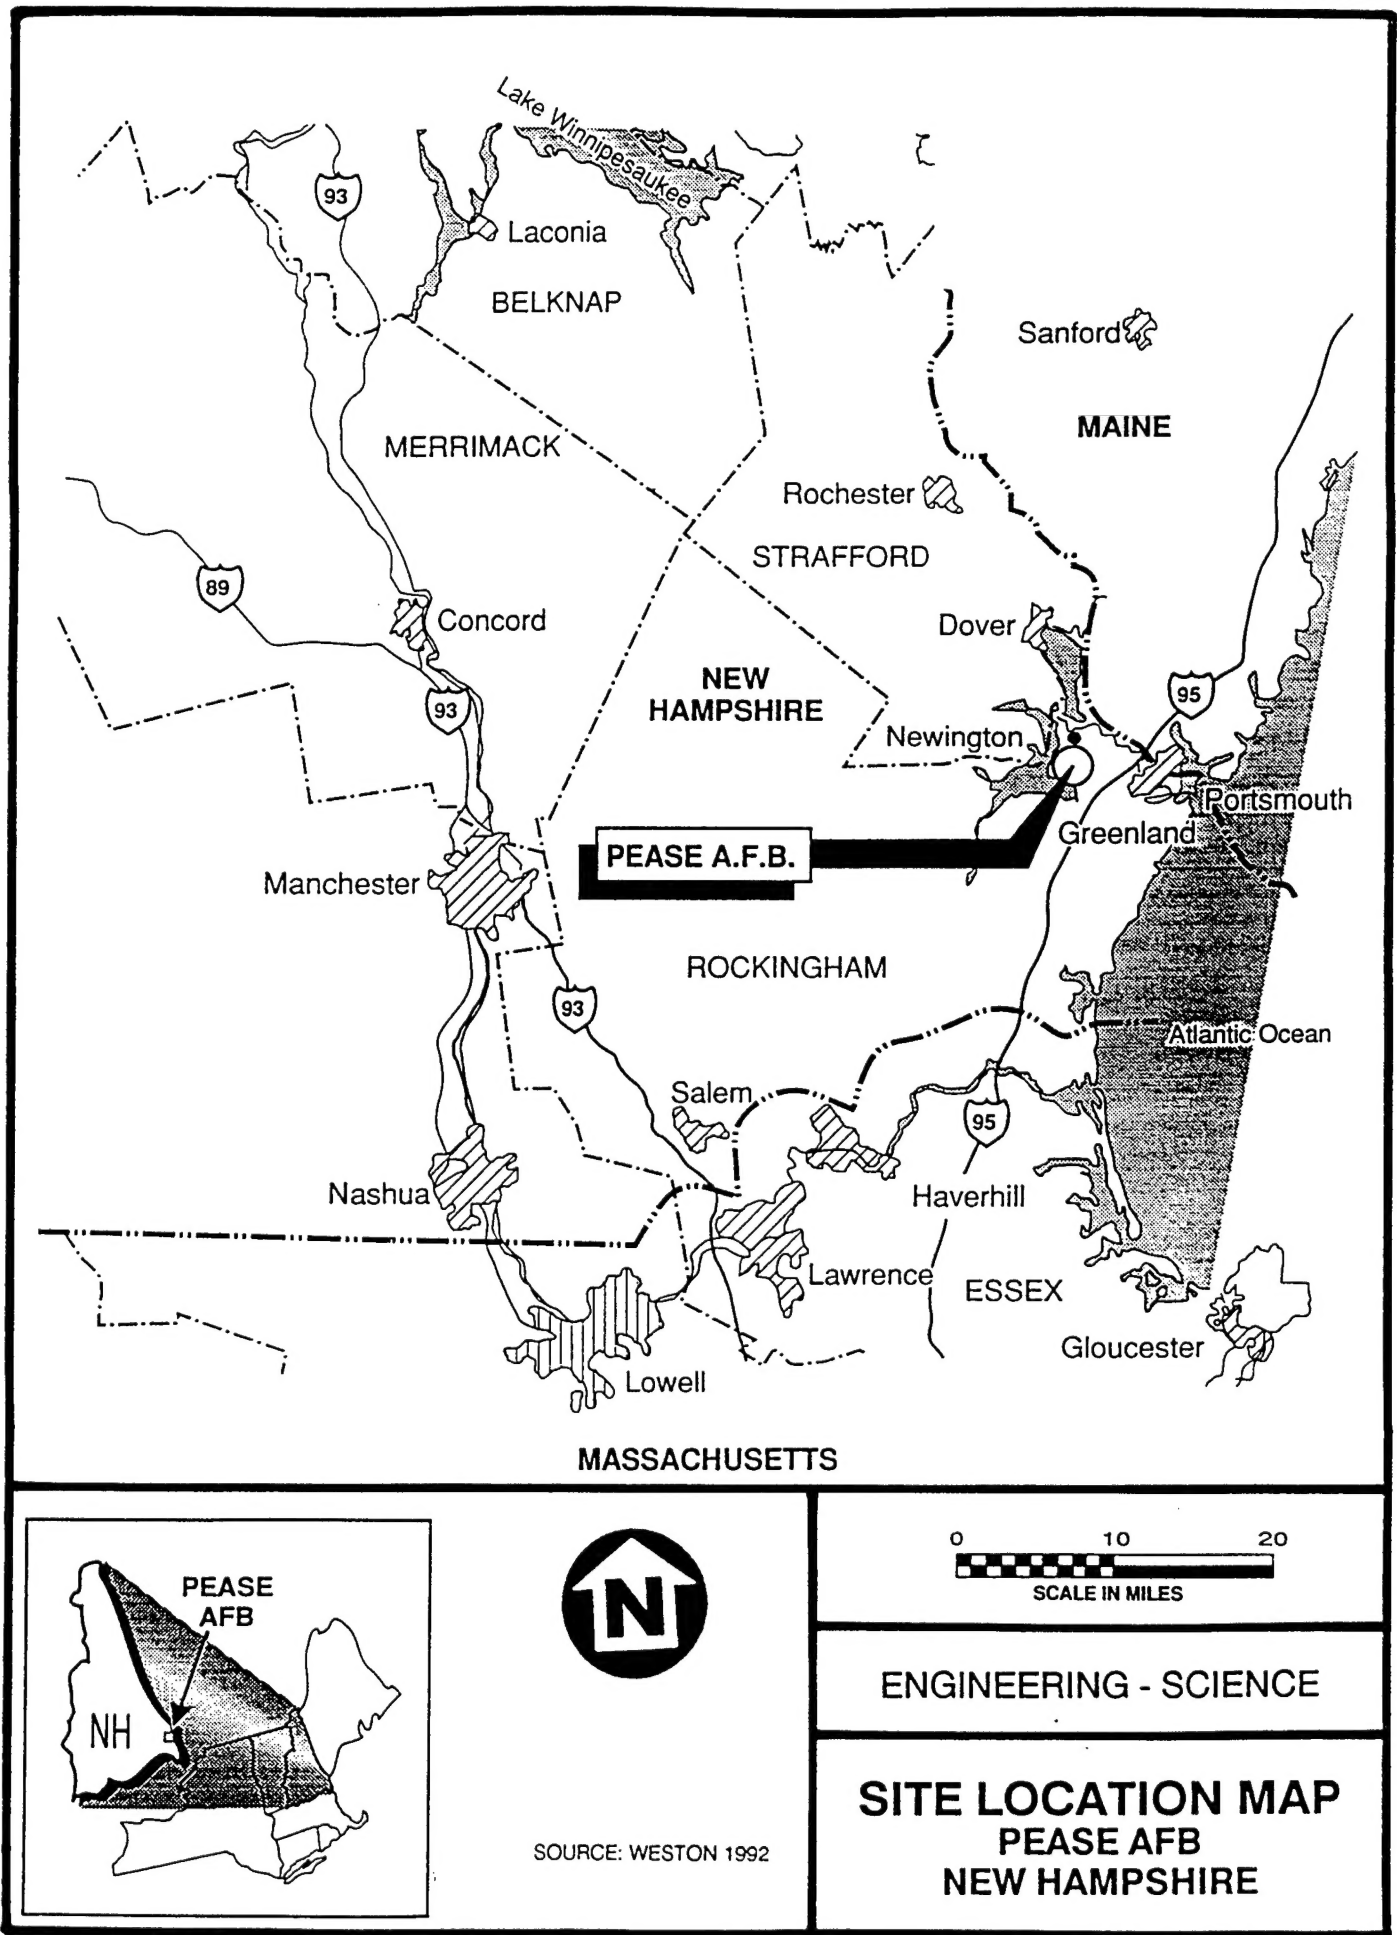 Lake Winnipesaukee
93
Laconia
BELKNAP
Sanford
MAINE
MERRIMACK
Rochester
STRAFFORD
89
Concord
Dover
NEW
HAMPSHIRE
93
95
Newington
Portsmouth
Greenland
PEASE A.F.B.
Manchester
ROCKINGHAM
93
Atlantic Ocean
Salem
95
Nashua
Haverhill
Lawrence
ESSEX
Gloucester
Lowell
MASSACHUSETTS
PEASE
AFB
NH
N
SOURCE: WESTON 1992
0 10 20
SCALE IN MILES
ENGINEERING - SCIENCE
SITE LOCATION MAP
PEASE AFB
NEW HAMPSHIRE